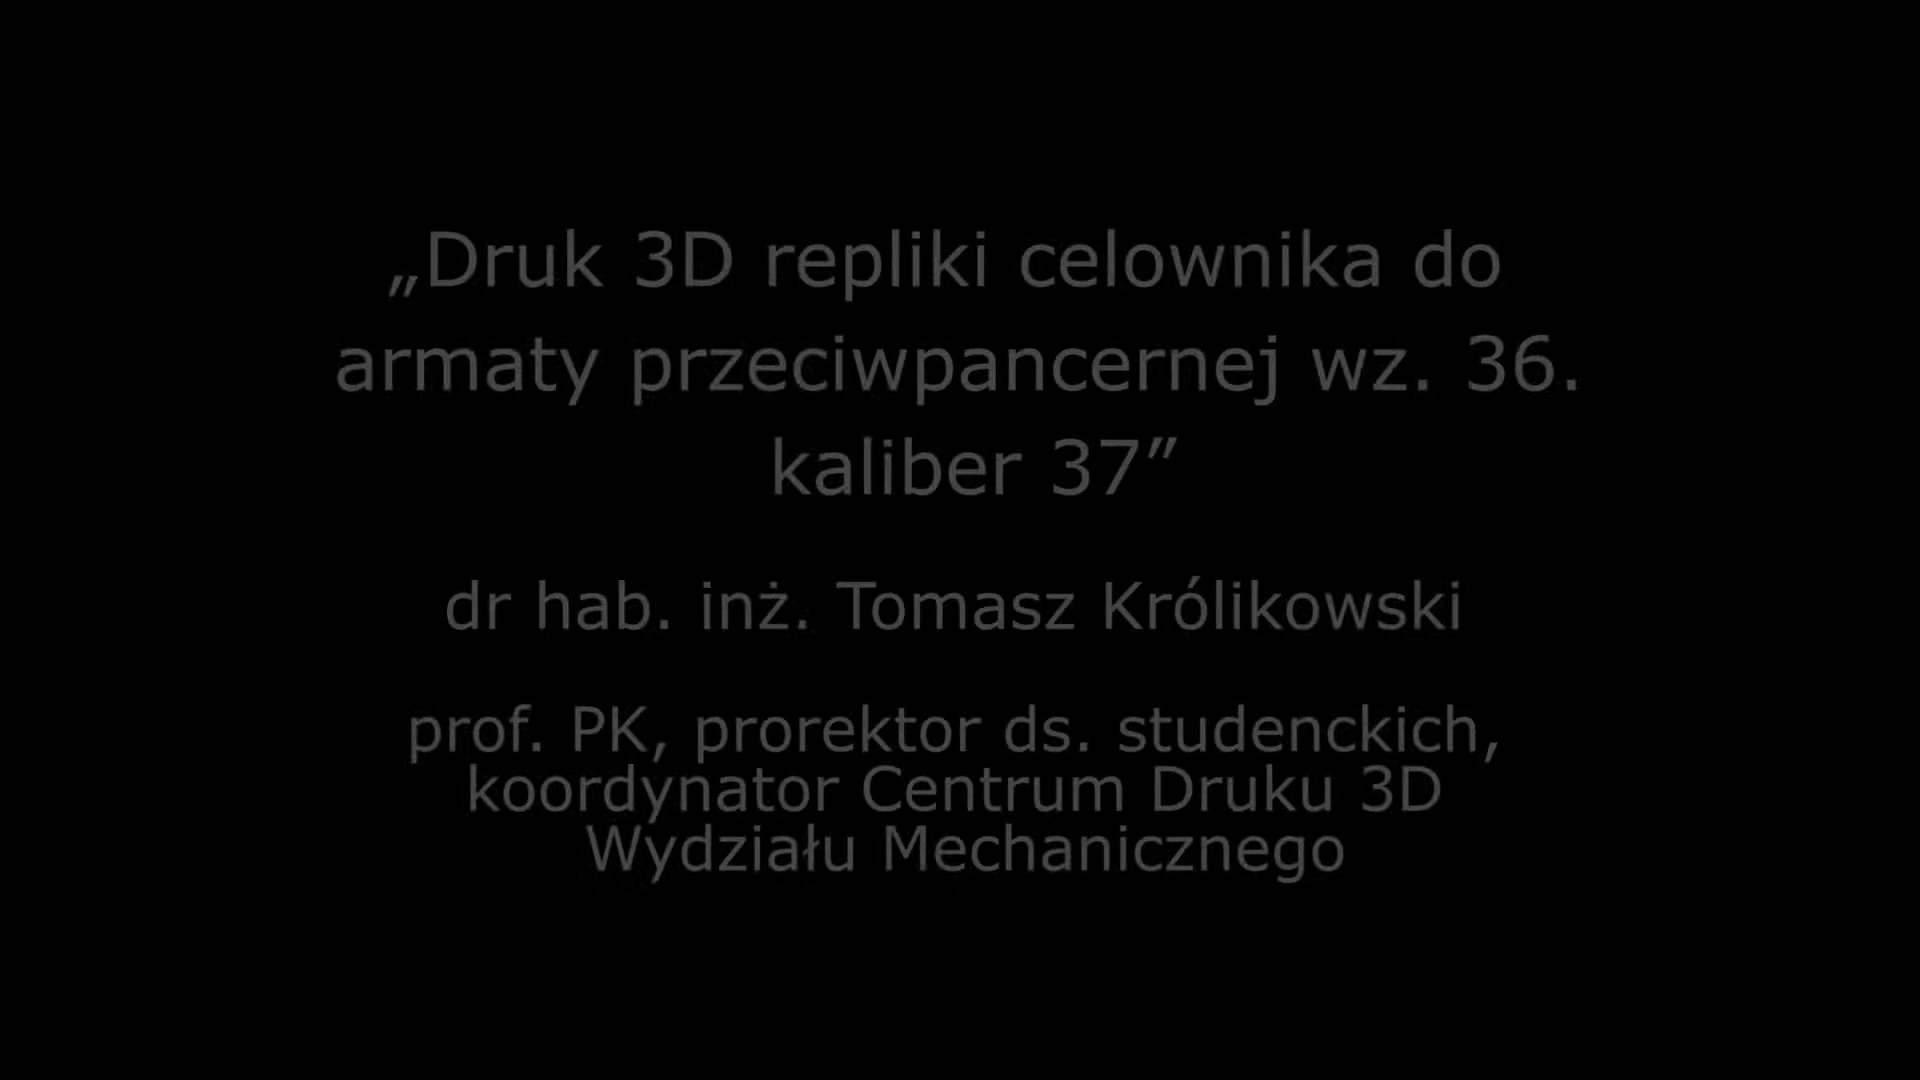 „Druk 3D repliki celownika do
armaty przeciwpancernej wz. 36.
kaliber 37”
dr hab. inż. Tomasz Królikowski
prof. PK, prorektor ds. studenckich,
koordynator Centrum Druku 3D
Wydziału Mechanicznego